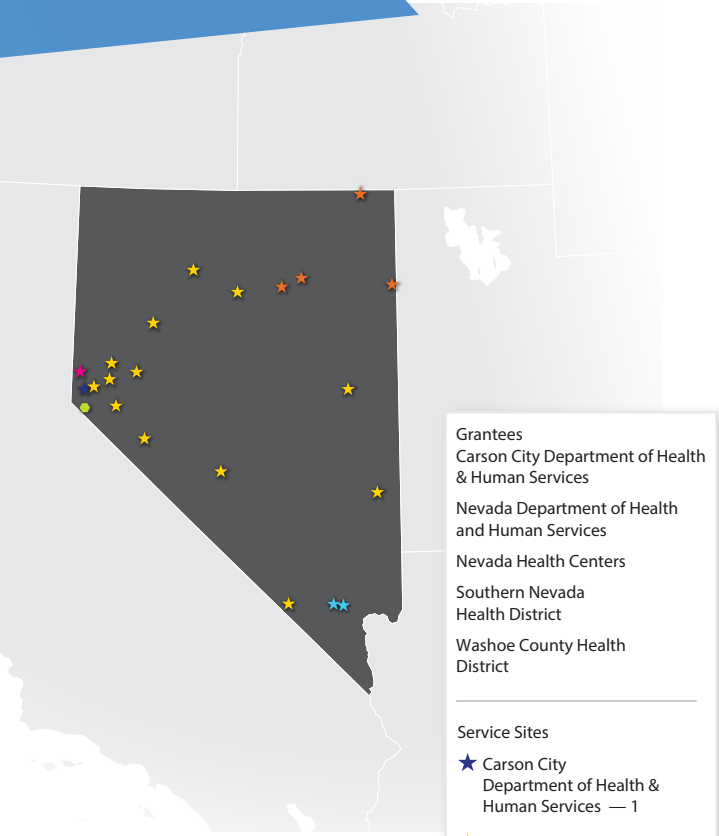 Grantees
Carson City Department of Health
& Human Services
Nevada Department of Health
and Human Services
Nevada Health Centers
Southern Nevada
Health District
Washoe County Health
District
Service Sites
Carson City
Department of Health &
Human Services — 1